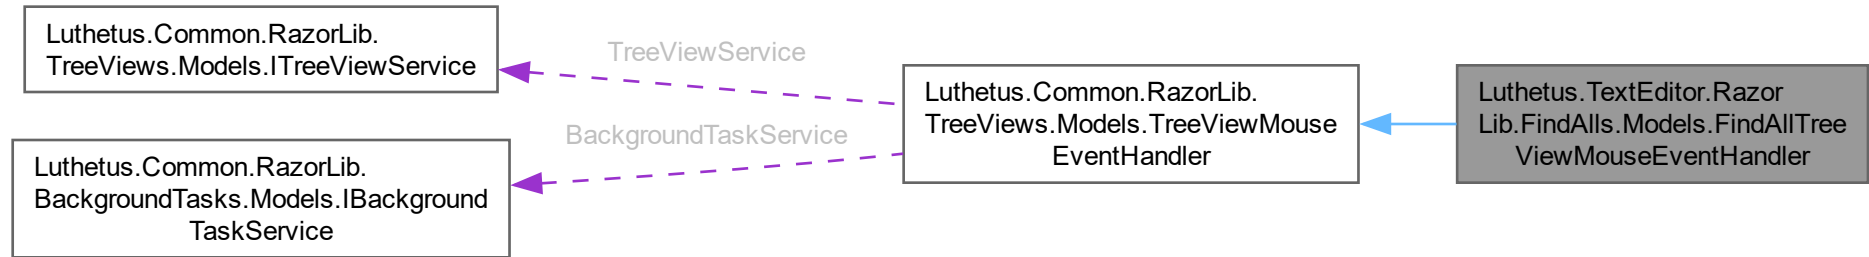 Luthetus.Common.RazorLib.
TreeViews.Models.ITreeViewService
TreeViewService
Luthetus.Common.RazorLib.
BackgroundTasks.Models.IBackground
TaskService
BackgroundTaskService
Luthetus.Common.RazorLib.
TreeViews.Models.TreeViewMouse
EventHandler
Luthetus.TextEditor.Razor
Lib.FindAlls.Models.FindAllTree
ViewMouseEventHandler